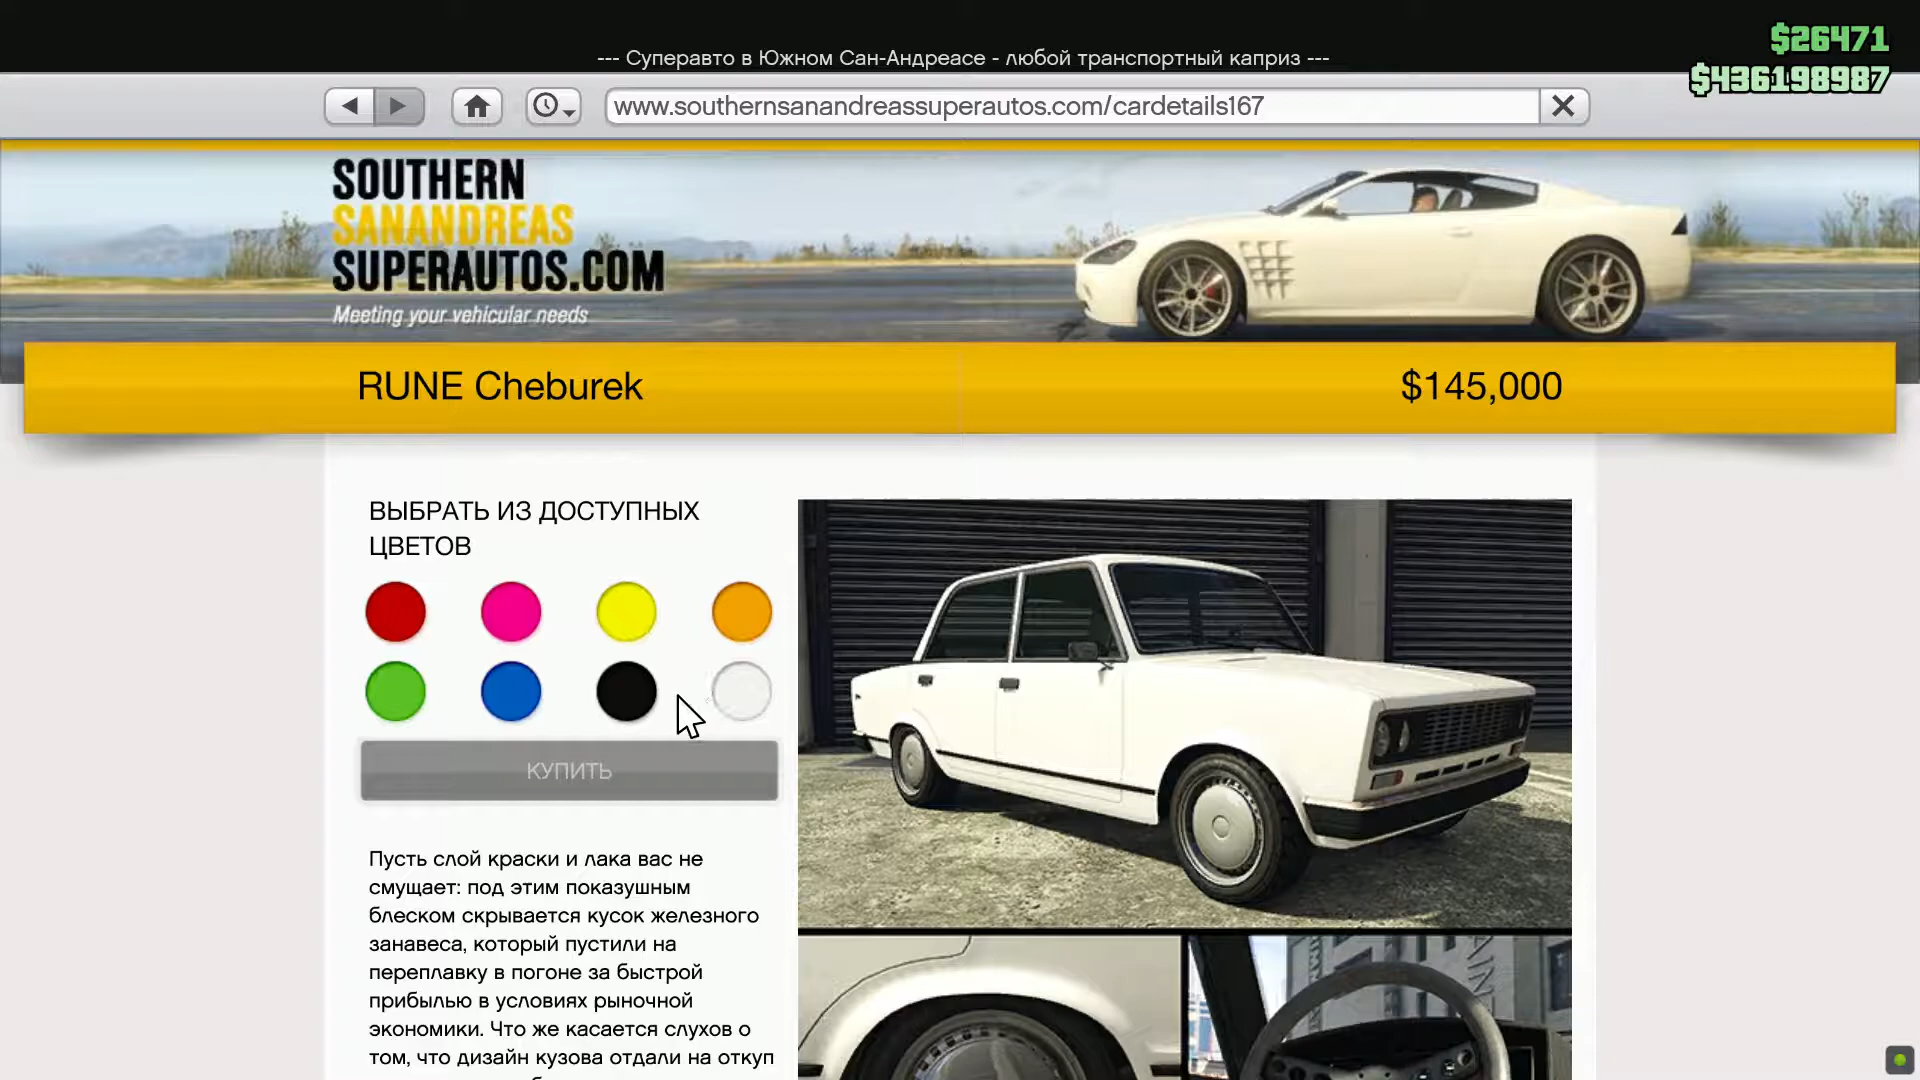 $26471
--- Суперавто в Южном Сан-Андреасе - любой транспортный каприз ---
$436198987
www.southernsanandreassuperautos.com/cardetails167
SOUTHERN
SANANDREAS
SUPERAUTOS.COM
Meeting your vehicular needs
RUNE Cheburek
$145,000
ВЫБРАТЬ ИЗ ДОСТУПНЫХ
ЦВЕТОВ
КУПИТЬ
Пусть слой краски и лака вас не
смущает: под этим показушным
блеском скрывается кусок железного
занавеса, который пустили на
переплавку в погоне за быстрой
прибылью в условиях рыночной
экономики. Что же касается слухов о
том, что дизайн кузова отдали на откуп